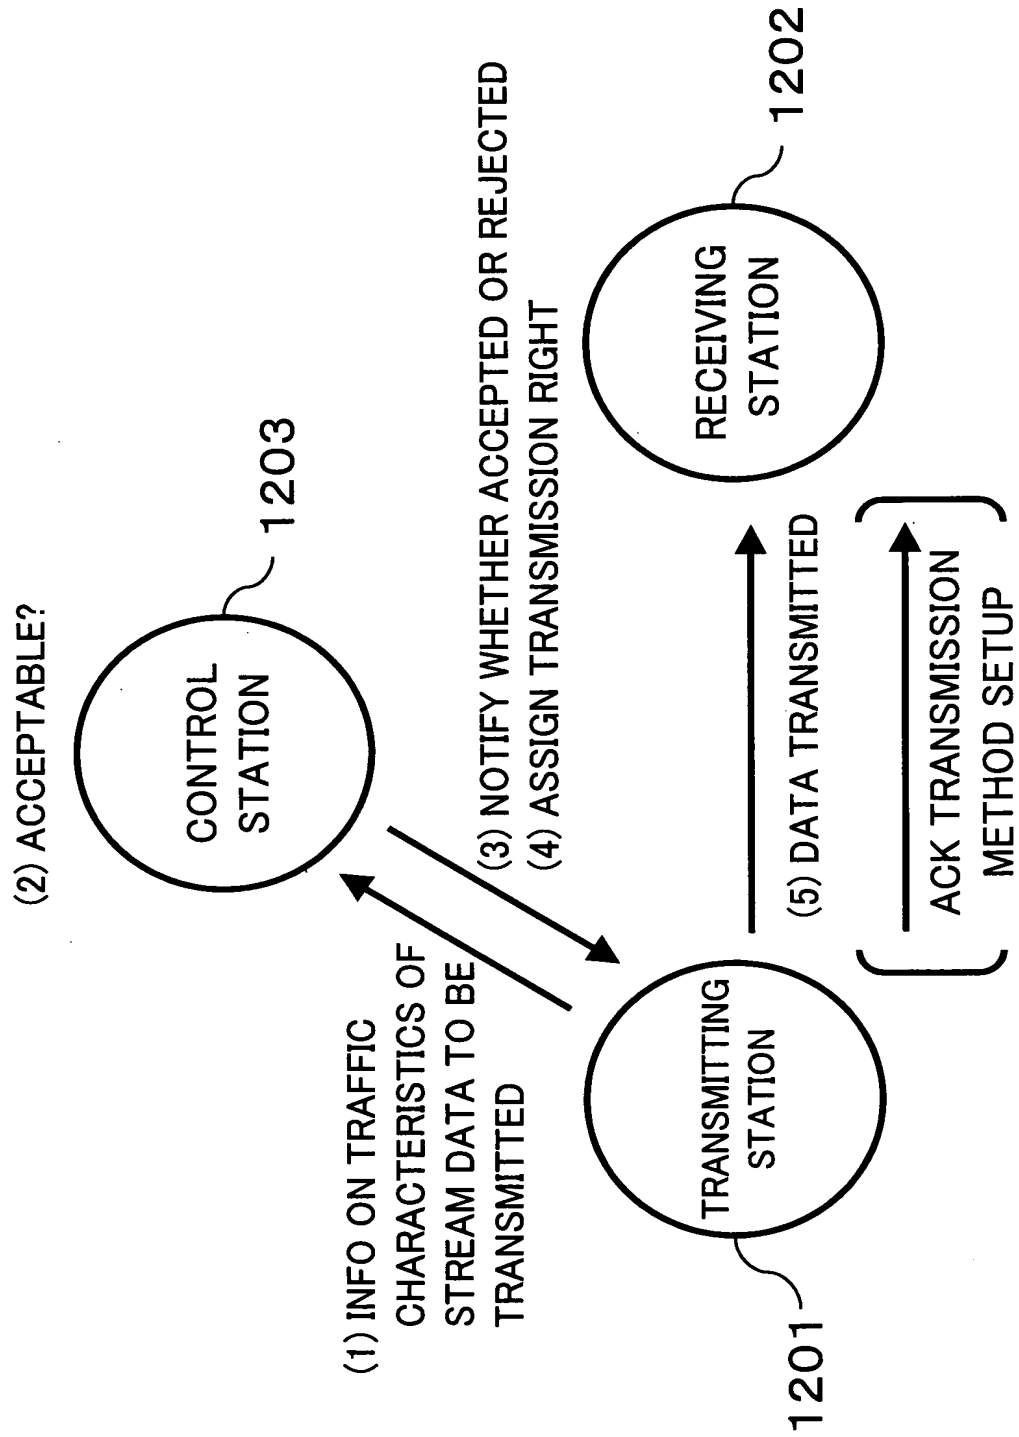 (2) ACCEPTABLE?
CONTROL
STATION
1203
(1) INFO ON TRAFFIC
CHARACTERISTICS OF
STREAM DATA TO BE
TRANSMITTED
(3) NOTIFY WHETHER ACCEPTED OR REJECTED
(4) ASSIGN TRANSMISSION RIGHT
TRANSMITTING
STATION
1201
RECEIVING
STATION
1202
(5) DATA TRANSMITTED
ACK TRANSMISSION
METHOD SETUP